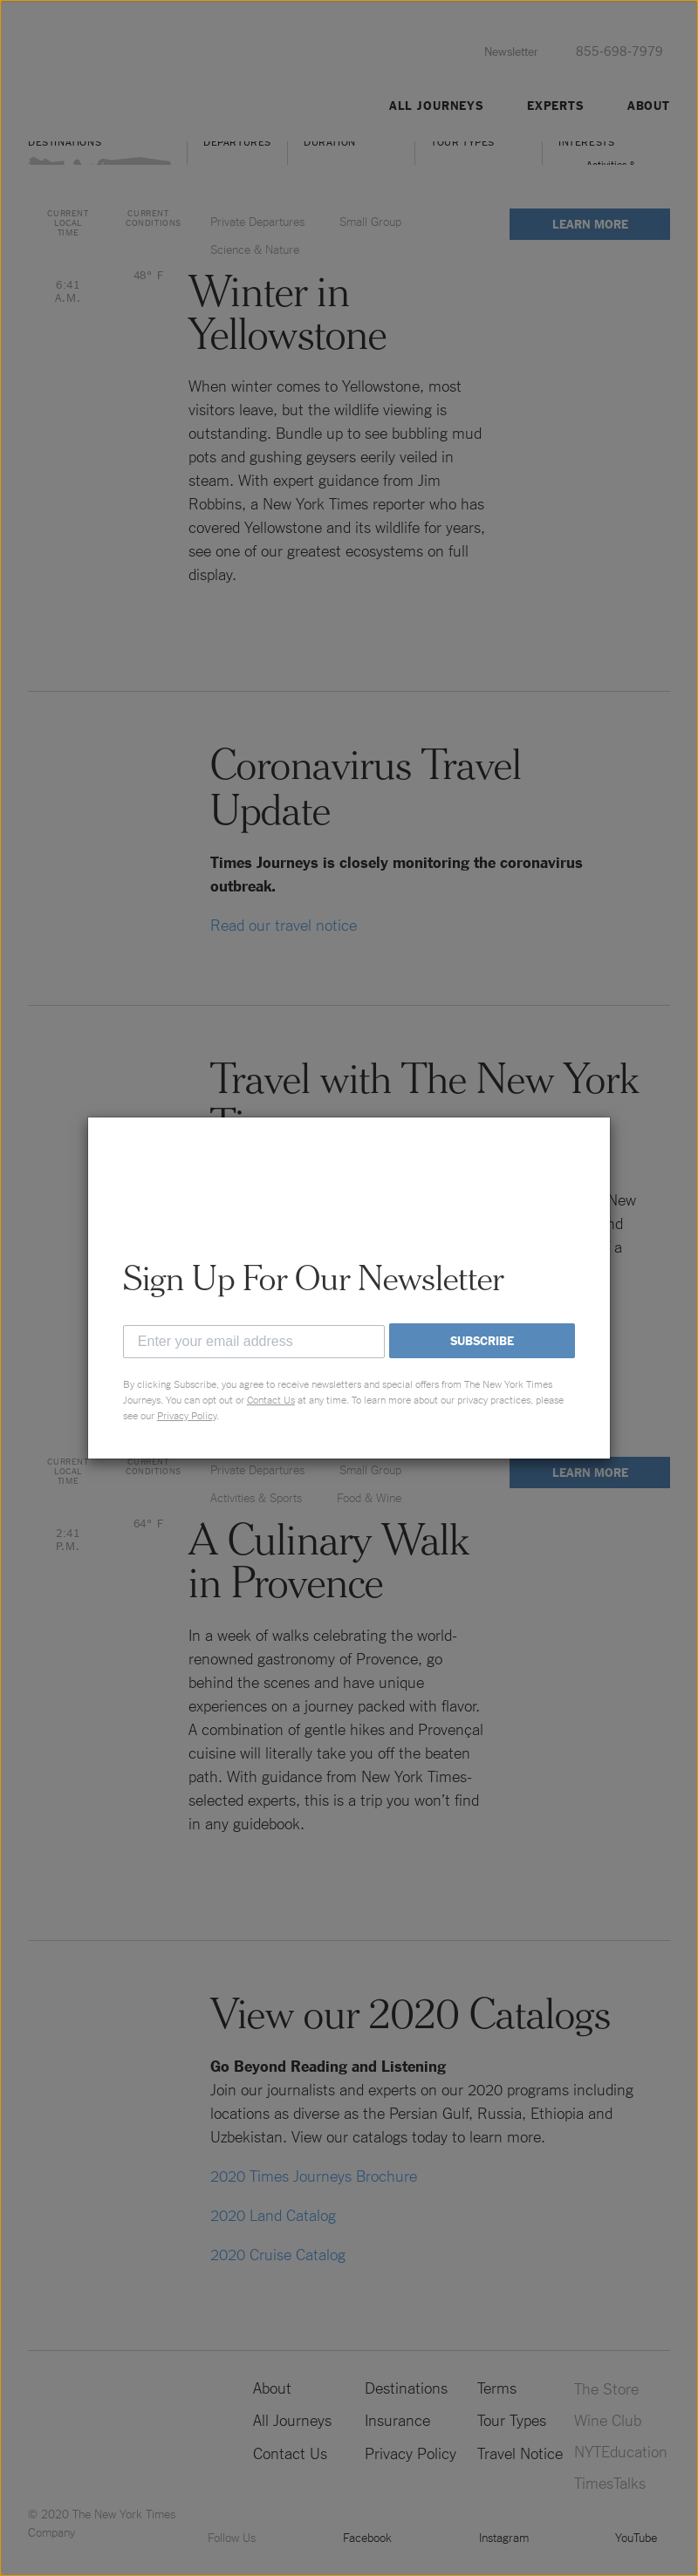 Newsletter 855-698-7979
ALL JOURNEYS EXPERTS ABOUT
DESTINATIONS DEPARTURES DURATION TOUR TYPES INTERESTS
Activities &
CURRENT LOCAL TIME
CURRENT CONDITIONS
Private Departures Small Group
Science & Nature
LEARN MORE
6:41 A.M.
48° F
Winter in
Yellowstone
When winter comes to Yellowstone, most
visitors leave, but the wildlife viewing is
outstanding. Bundle up to see bubbling mud
pots and gushing geysers eerily veiled in
steam. With expert guidance from Jim
Robbins, a New York Times reporter who has
covered Yellowstone and its wildlife for years,
see one of our greatest ecosystems on full
display.
Coronavirus Travel
Update
Times Journeys is closely monitoring the coronavirus
outbreak.
Read our travel notice
Travel with The New York
New
a
Sign Up For Our Newsletter
Enter your email address
SUBSCRIBE
By clicking Subscribe, you agree to receive newsletters and special offers from The New York Times
Journeys. You can opt out or Contact Us at any time. To learn more about our privacy practices, please
see our Privacy Policy.
CURRENT LOCAL TIME
CURRENT CONDITIONS
Private Departures Small Group
Activities & Sports Food & Wine
LEARN MORE
2:41 P.M.
64° F
A Culinary Walk
in Provence
In a week of walks celebrating the world-
renowned gastronomy of Provence, go
behind the scenes and have unique
experiences on a journey packed with flavor.
A combination of gentle hikes and Provençal
cuisine will literally take you off the beaten
path. With guidance from New York Times-
selected experts, this is a trip you won’t find
in any guidebook.
View our 2020 Catalogs
Go Beyond Reading and Listening
Join our journalists and experts on our 2020 programs including
locations as diverse as the Persian Gulf, Russia, Ethiopia and
Uzbekistan. View our catalogs today to learn more.
2020 Times Journeys Brochure
2020 Land Catalog
2020 Cruise Catalog
About Destinations Terms The Store
All Journeys Insurance Tour Types Wine Club
Contact Us Privacy Policy Travel Notice NYTEducation
TimesTalks
© 2020 The New York Times
Company
Follow Us Facebook Instagram YouTube